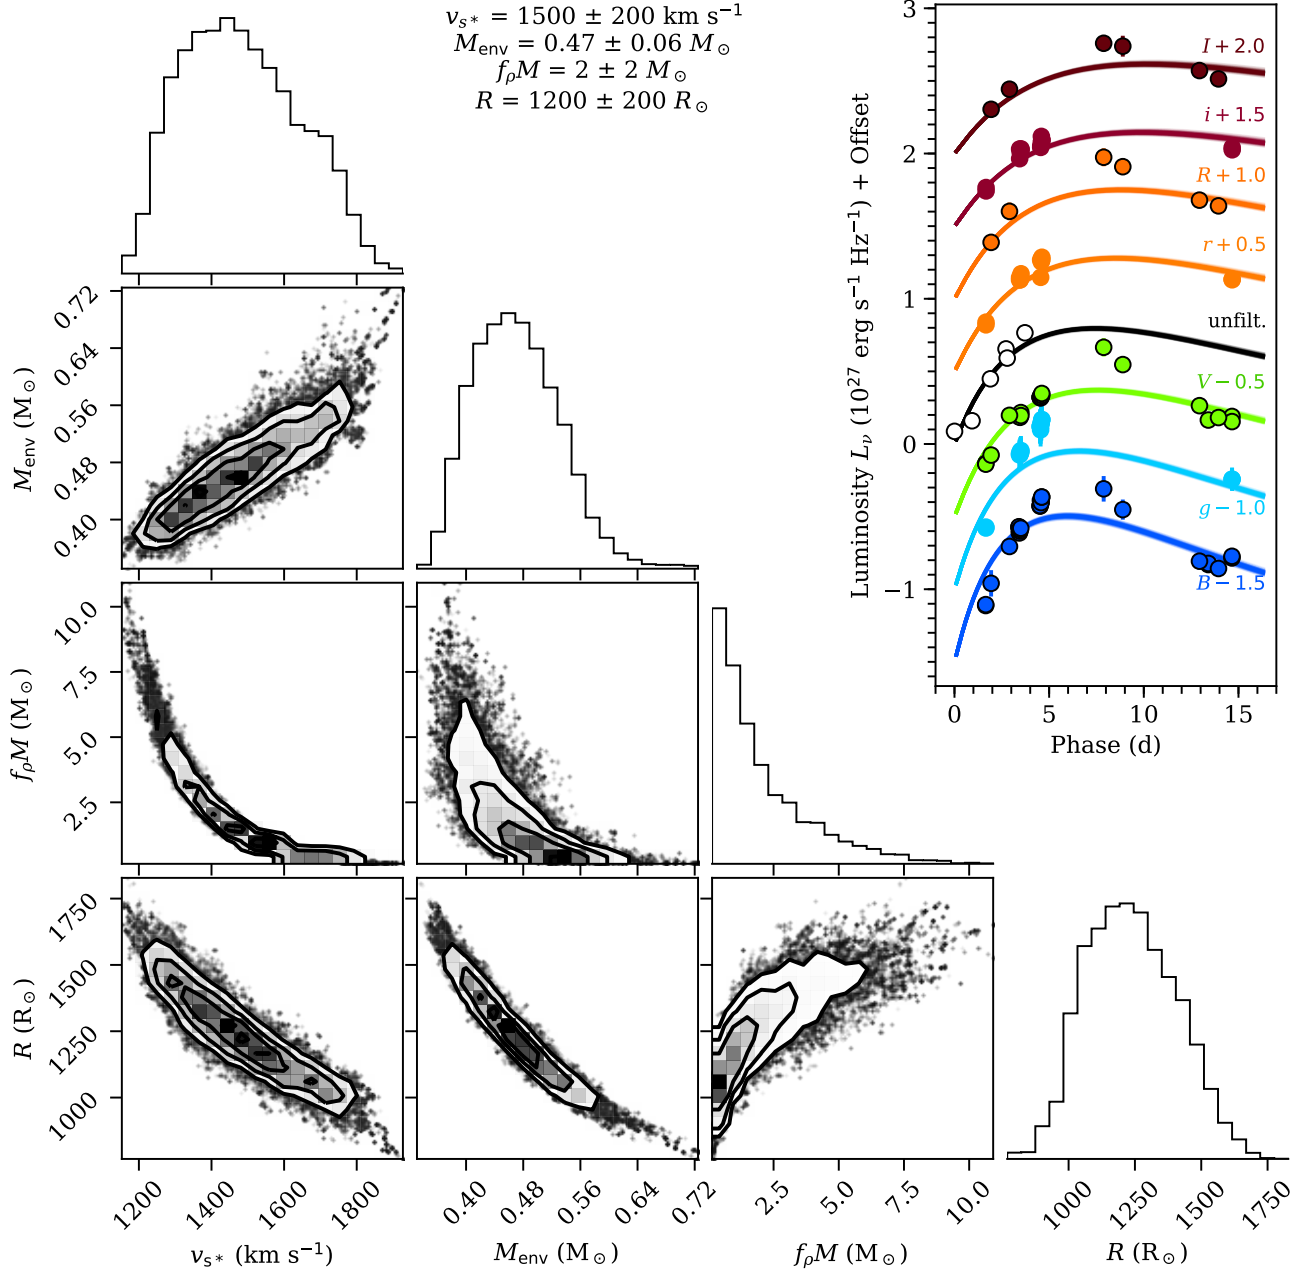 v_s* = 1500 ± 200 km s⁻¹
M_env = 0.47 ± 0.06 M_⊙
f_ρM = 2 ± 2 M_⊙
R = 1200 ± 200 R_⊙
Luminosity L_ν (10²⁷ erg s⁻¹ Hz⁻¹) + Offset
3
2
1
0
−1
I + 2.0
i + 1.5
R + 1.0
r + 0.5
unfilt.
V − 0.5
g − 1.0
B − 1.5
0 5 10 15
Phase (d)
M_env (M_⊙)
0.72
0.64
0.56
0.48
0.40
f_ρM (M_⊙)
10.0
7.5
5.0
2.5
R (R_⊙)
1750
1500
1250
1000
1200 1400 1600 1800
v_s* (km s⁻¹)
0.40 0.48 0.56 0.64 0.72
M_env (M_⊙)
2.5 5.0 7.5 10.0
f_ρM (M_⊙)
1000 1250 1500 1750
R (R_⊙)